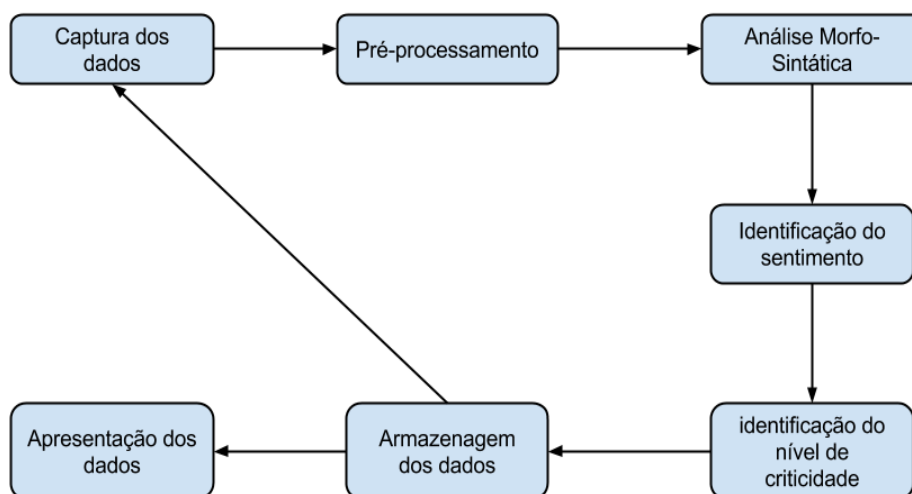 Captura dos
dados
Pré-processamento
Análise Morfo-
Sintática
Identificação do
sentimento
identificação do
nível de
criticidade
Armazenagem
dos dados
Apresentação dos
dados